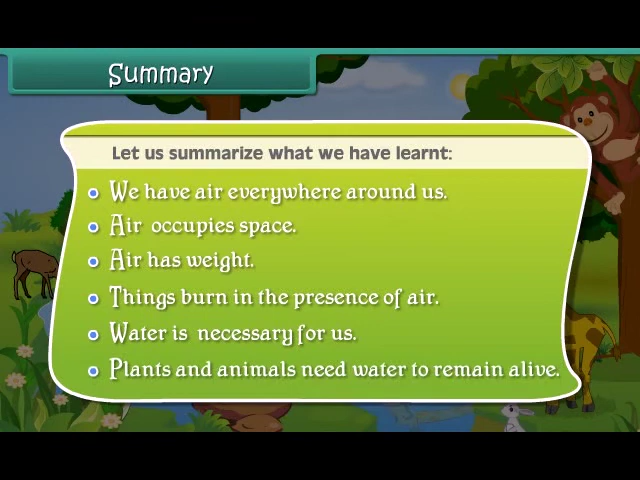 Summary
Let us summarize what we have learnt:
We have air everywhere around us.
Air occupies space.
Air has weight.
Things burn in the presence of air.
Water is necessary for us.
Plants and animals need water to remain alive.